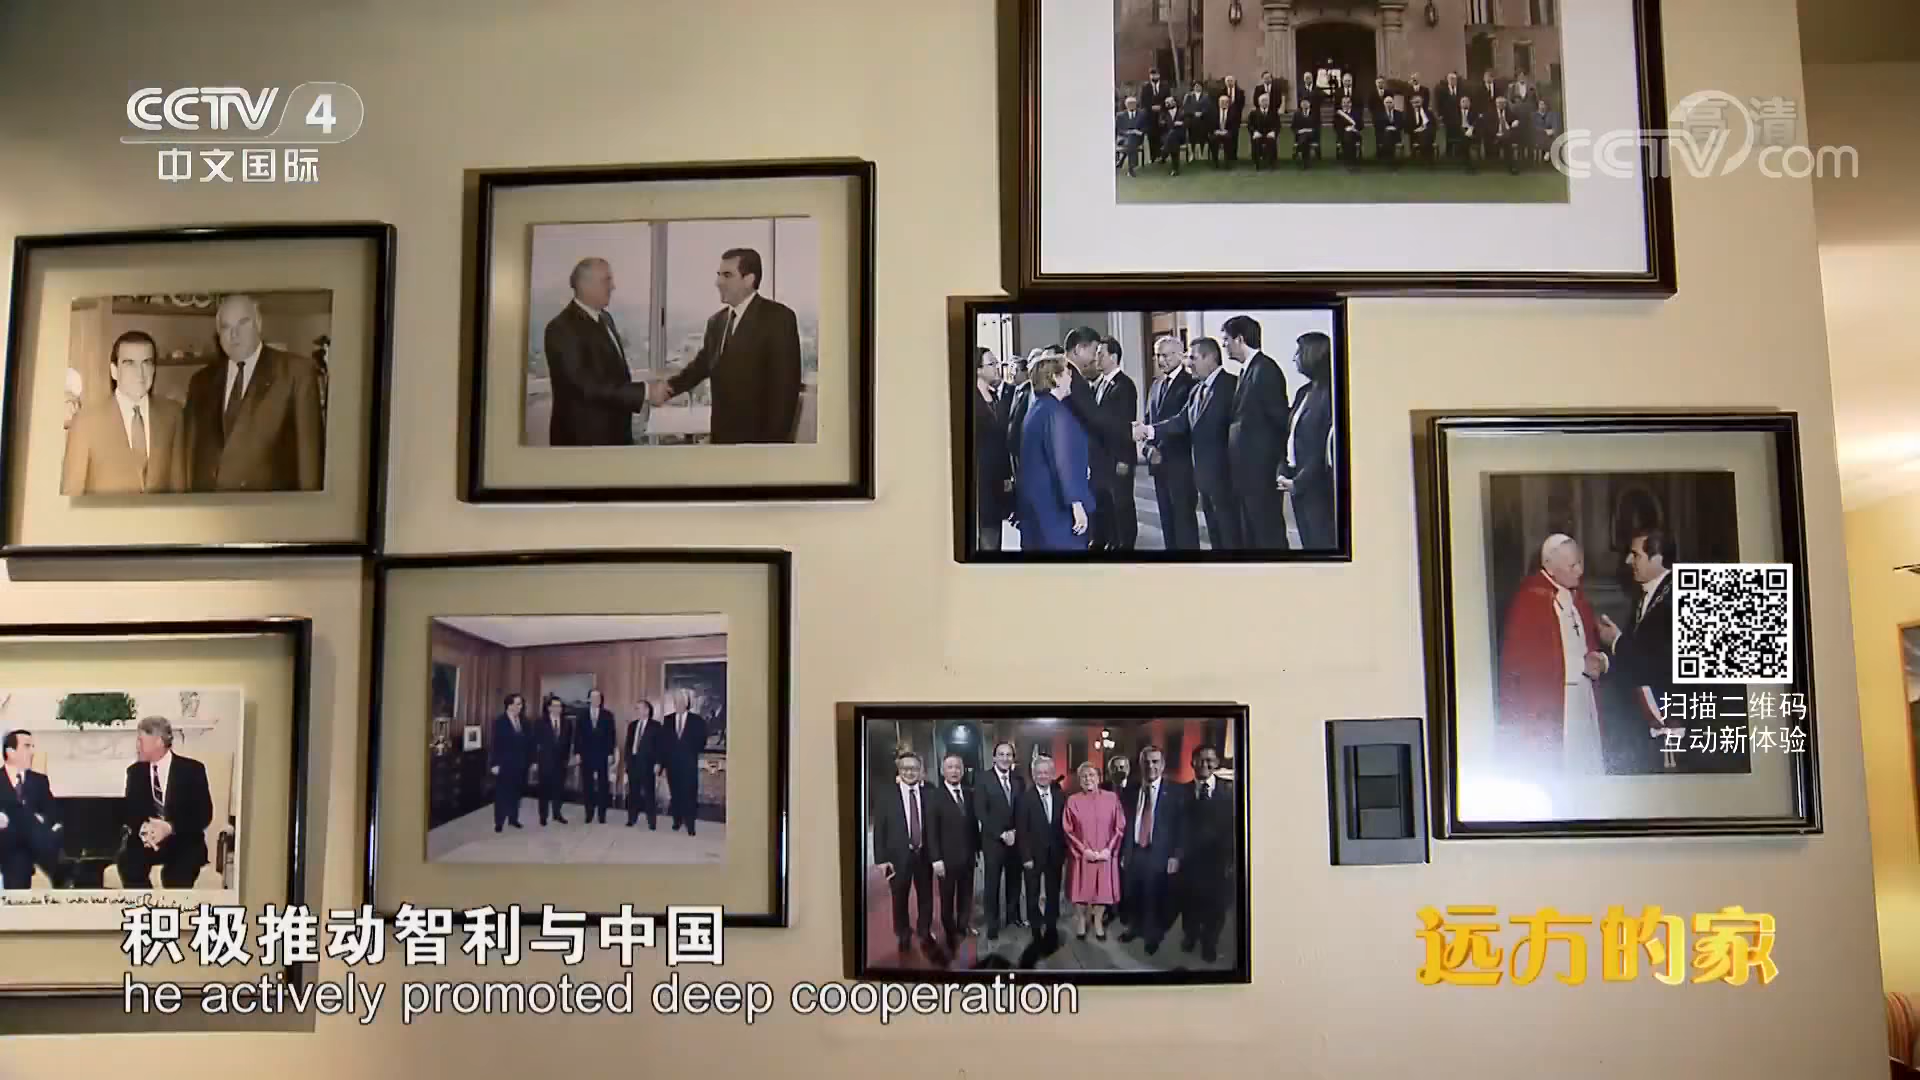 CCTV 4
中文国际
高清
CCTV.com
扫描二维码
互动新体验
积极推动智利与中国
he actively promoted deep cooperation
远方的家